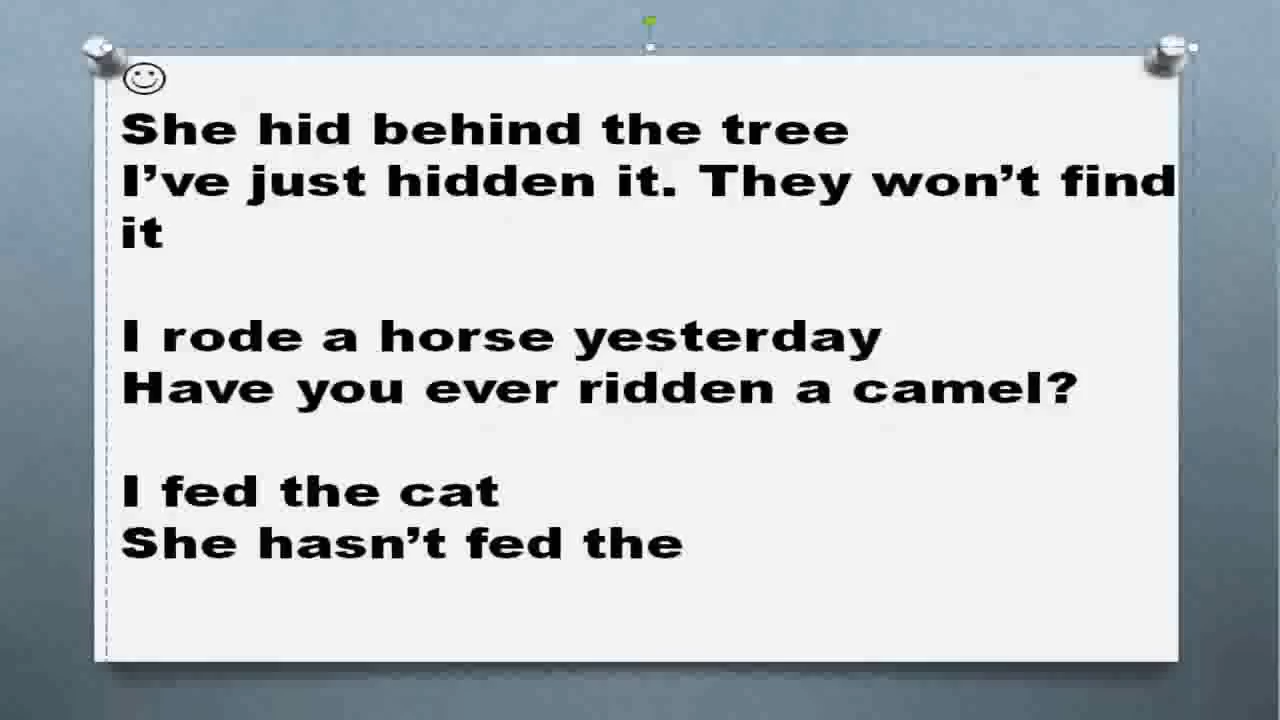 She hid behind the tree
I’ve just hidden it. They won’t find
it
I rode a horse yesterday
Have you ever ridden a camel?
I fed the cat
She hasn’t fed the